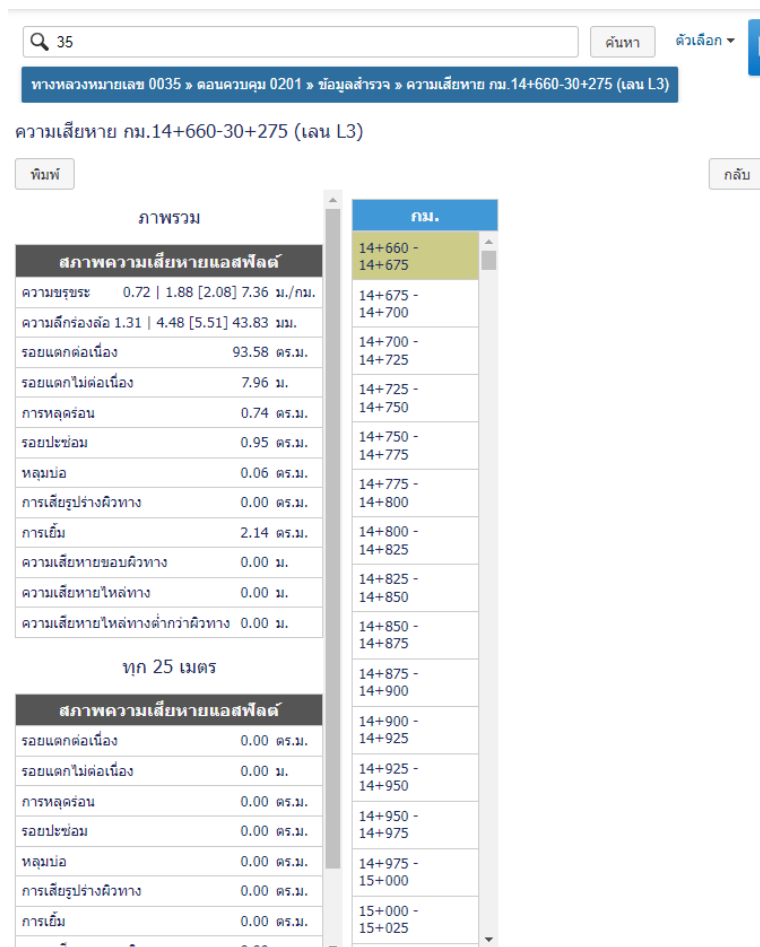 35
ค้นหา
ตัวเลือก
ทางหลวงหมายเลข 0035 » ตอนควบคุม 0201 » ข้อมูลสำรวจ » ความเสียหาย กม.14+660-30+275 (เลน L3)
ความเสียหาย กม.14+660-30+275 (เลน L3)
พิมพ์
กลับ
ภาพรวม
สภาพความเสียหายแอสฟัลต์
ความขรุขระ 0.72 | 1.88 [2.08] 7.36 ม./กม.
ความลึกร่องล้อ 1.31 | 4.48 [5.51] 43.83 มม.
รอยแตกต่อเนื่อง 93.58 ตร.ม.
รอยแตกไม่ต่อเนื่อง 7.96 ม.
การหลุดร่อน 0.74 ตร.ม.
รอยปะซ่อม 0.95 ตร.ม.
หลุมบ่อ 0.06 ตร.ม.
การเสียรูปร่างผิวทาง 0.00 ตร.ม.
การเยิ้ม 2.14 ตร.ม.
ความเสียหายขอบผิวทาง 0.00 ม.
ความเสียหายไหล่ทาง 0.00 ม.
ความเสียหายไหล่ทางต่ำกว่าผิวทาง 0.00 ม.
ทุก 25 เมตร
สภาพความเสียหายแอสฟัลต์
รอยแตกต่อเนื่อง 0.00 ตร.ม.
รอยแตกไม่ต่อเนื่อง 0.00 ม.
การหลุดร่อน 0.00 ตร.ม.
รอยปะซ่อม 0.00 ตร.ม.
หลุมบ่อ 0.00 ตร.ม.
การเสียรูปร่างผิวทาง 0.00 ตร.ม.
การเยิ้ม 0.00 ตร.ม.
กม.
14+660 -
14+675
14+675 -
14+700
14+700 -
14+725
14+725 -
14+750
14+750 -
14+775
14+775 -
14+800
14+800 -
14+825
14+825 -
14+850
14+850 -
14+875
14+875 -
14+900
14+900 -
14+925
14+925 -
14+950
14+950 -
14+975
14+975 -
15+000
15+000 -
15+025